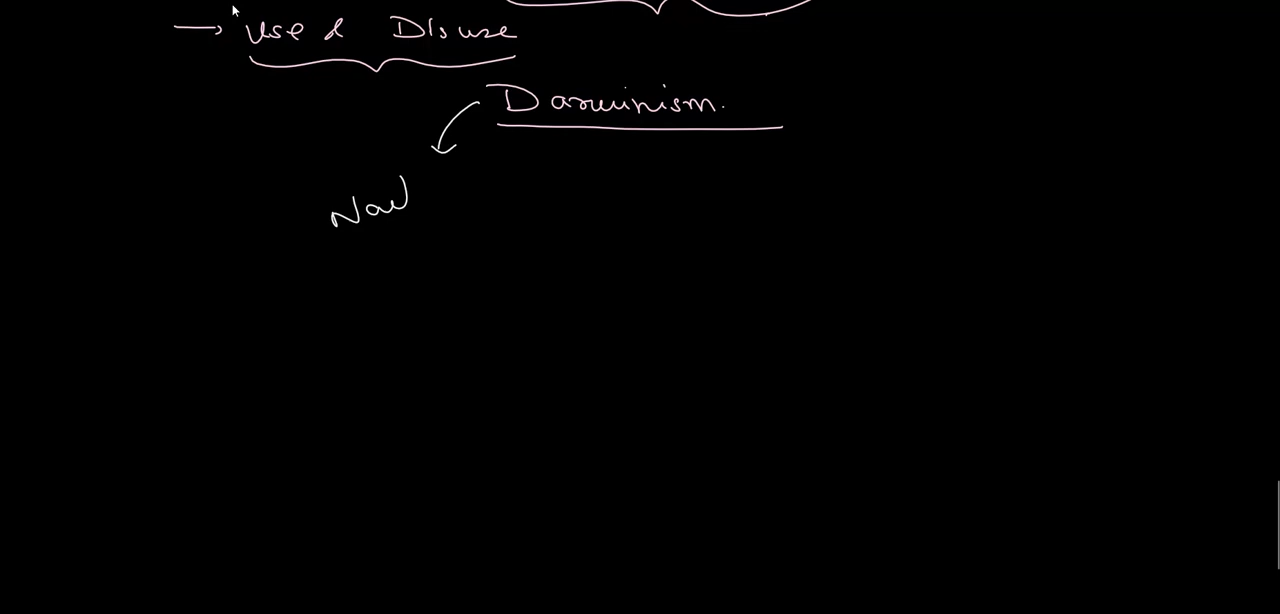 → Use & Disuse
Darwinism.